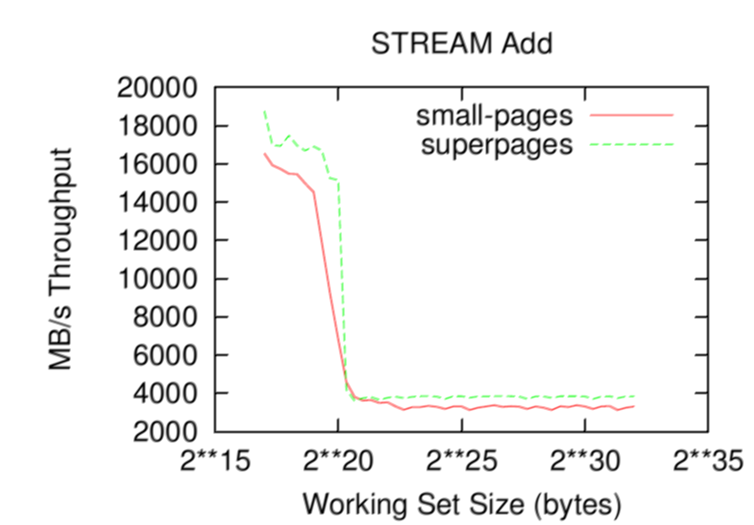 STREAM Add
20000
18000
16000
14000
12000
10000
8000
6000
4000
2000
MB/s Throughput
small-pages
superpages
2**15 2**20 2**25 2**30 2**35
Working Set Size (bytes)